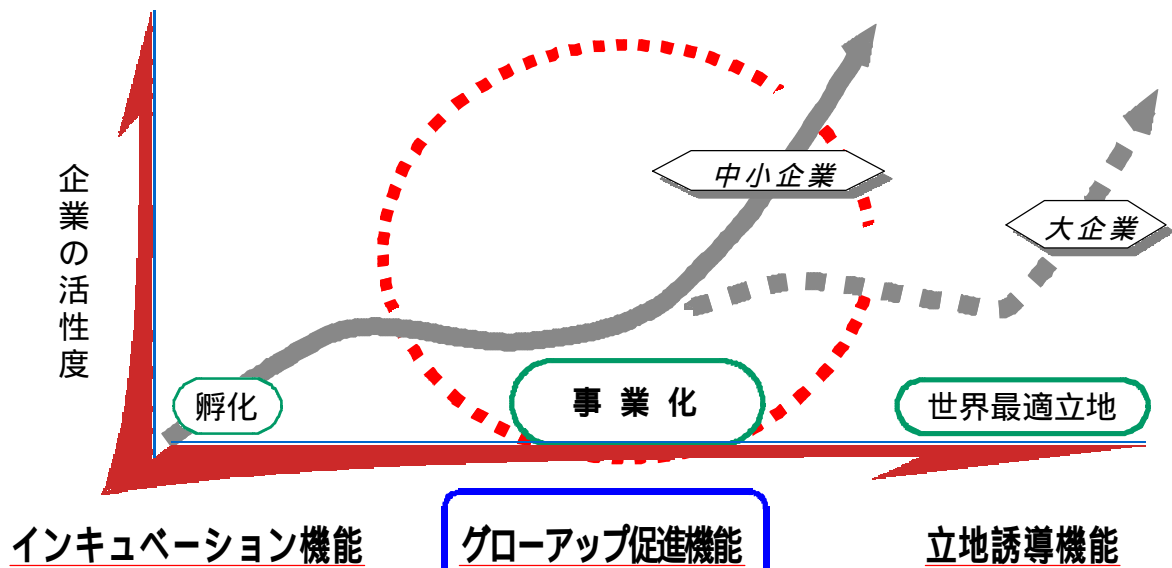 企業の活性度
中小企業
大企業
孵化
事業化
世界最適立地
インキュベーション機能
グローアップ促進機能
立地誘導機能